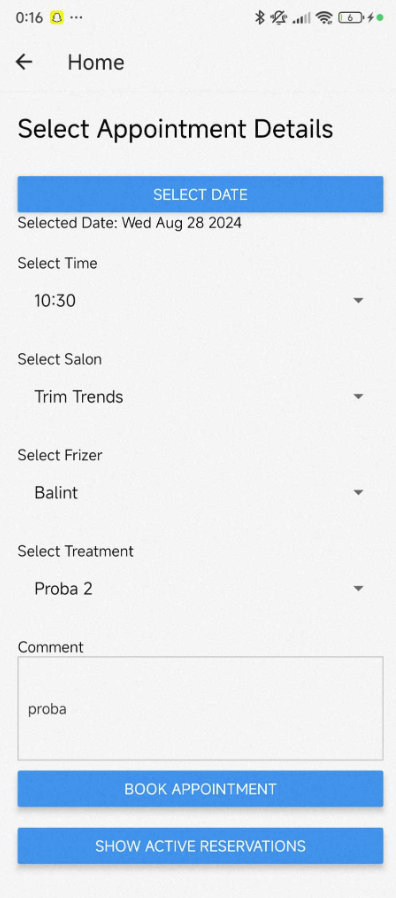 0:16
6
Home
Select Appointment Details
SELECT DATE
Selected Date: Wed Aug 28 2024
Select Time
10:30
Select Salon
Trim Trends
Select Frizer
Balint
Select Treatment
Proba 2
Comment
proba
BOOK APPOINTMENT
SHOW ACTIVE RESERVATIONS